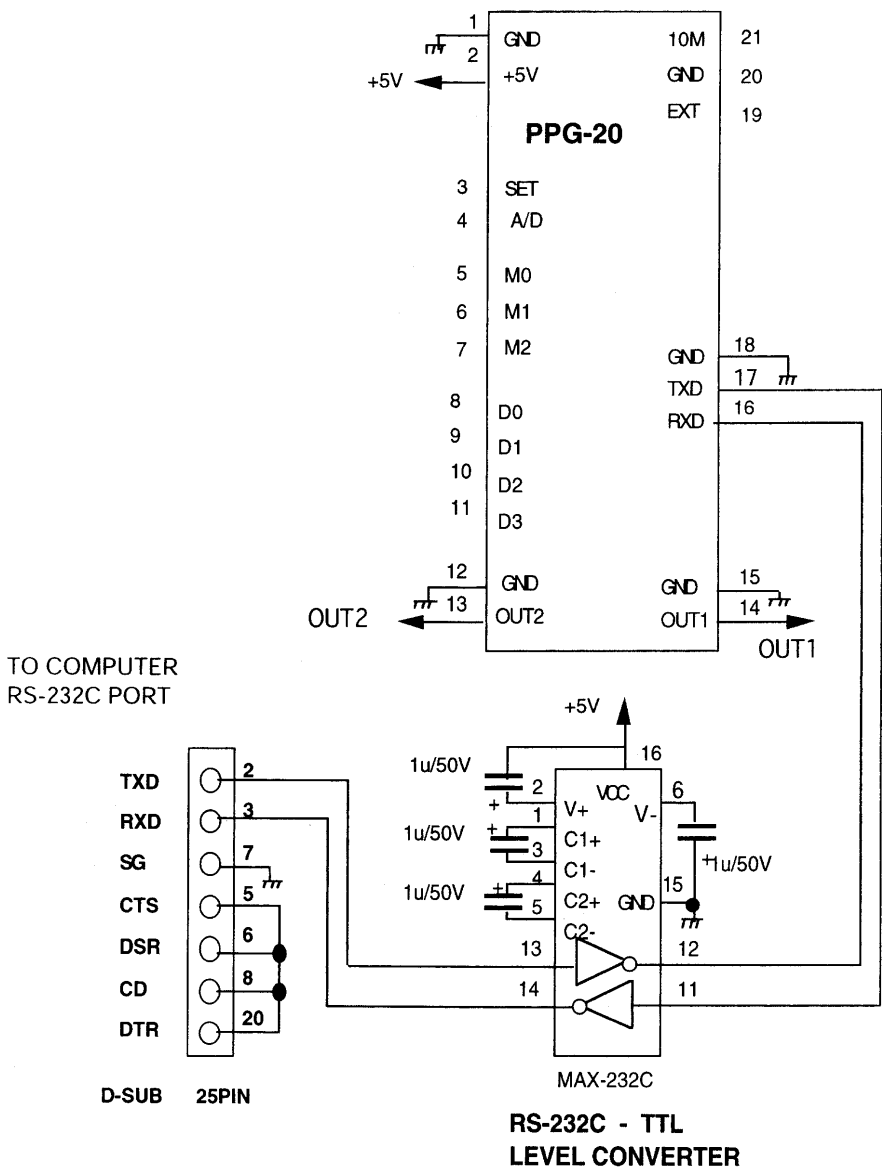 1 GND 10M 21
2 +5V GND 20
+5V
EXT 19
PPG-20
3 SET
4 A/D
5 M0
6 M1
7 M2
GND 18
TXD 17
RXD 16
8 D0
9 D1
10 D2
11 D3
12 GND GND 15
OUT2 13 OUT2 OUT1 14
OUT1
TO COMPUTER
RS-232C PORT
+5V
16
1u/50V 2 VCC 6
+ V+ V-
1u/50V + 1 C1+
3 C1- +1u/50V
1u/50V + 4 C2+ GND 15
5 C2-
13 12
14 11
MAX-232C
RS-232C - TTL
LEVEL CONVERTER
TXD 2
RXD 3
SG 7
CTS 5
DSR 6
CD 8
DTR 20
D-SUB 25PIN